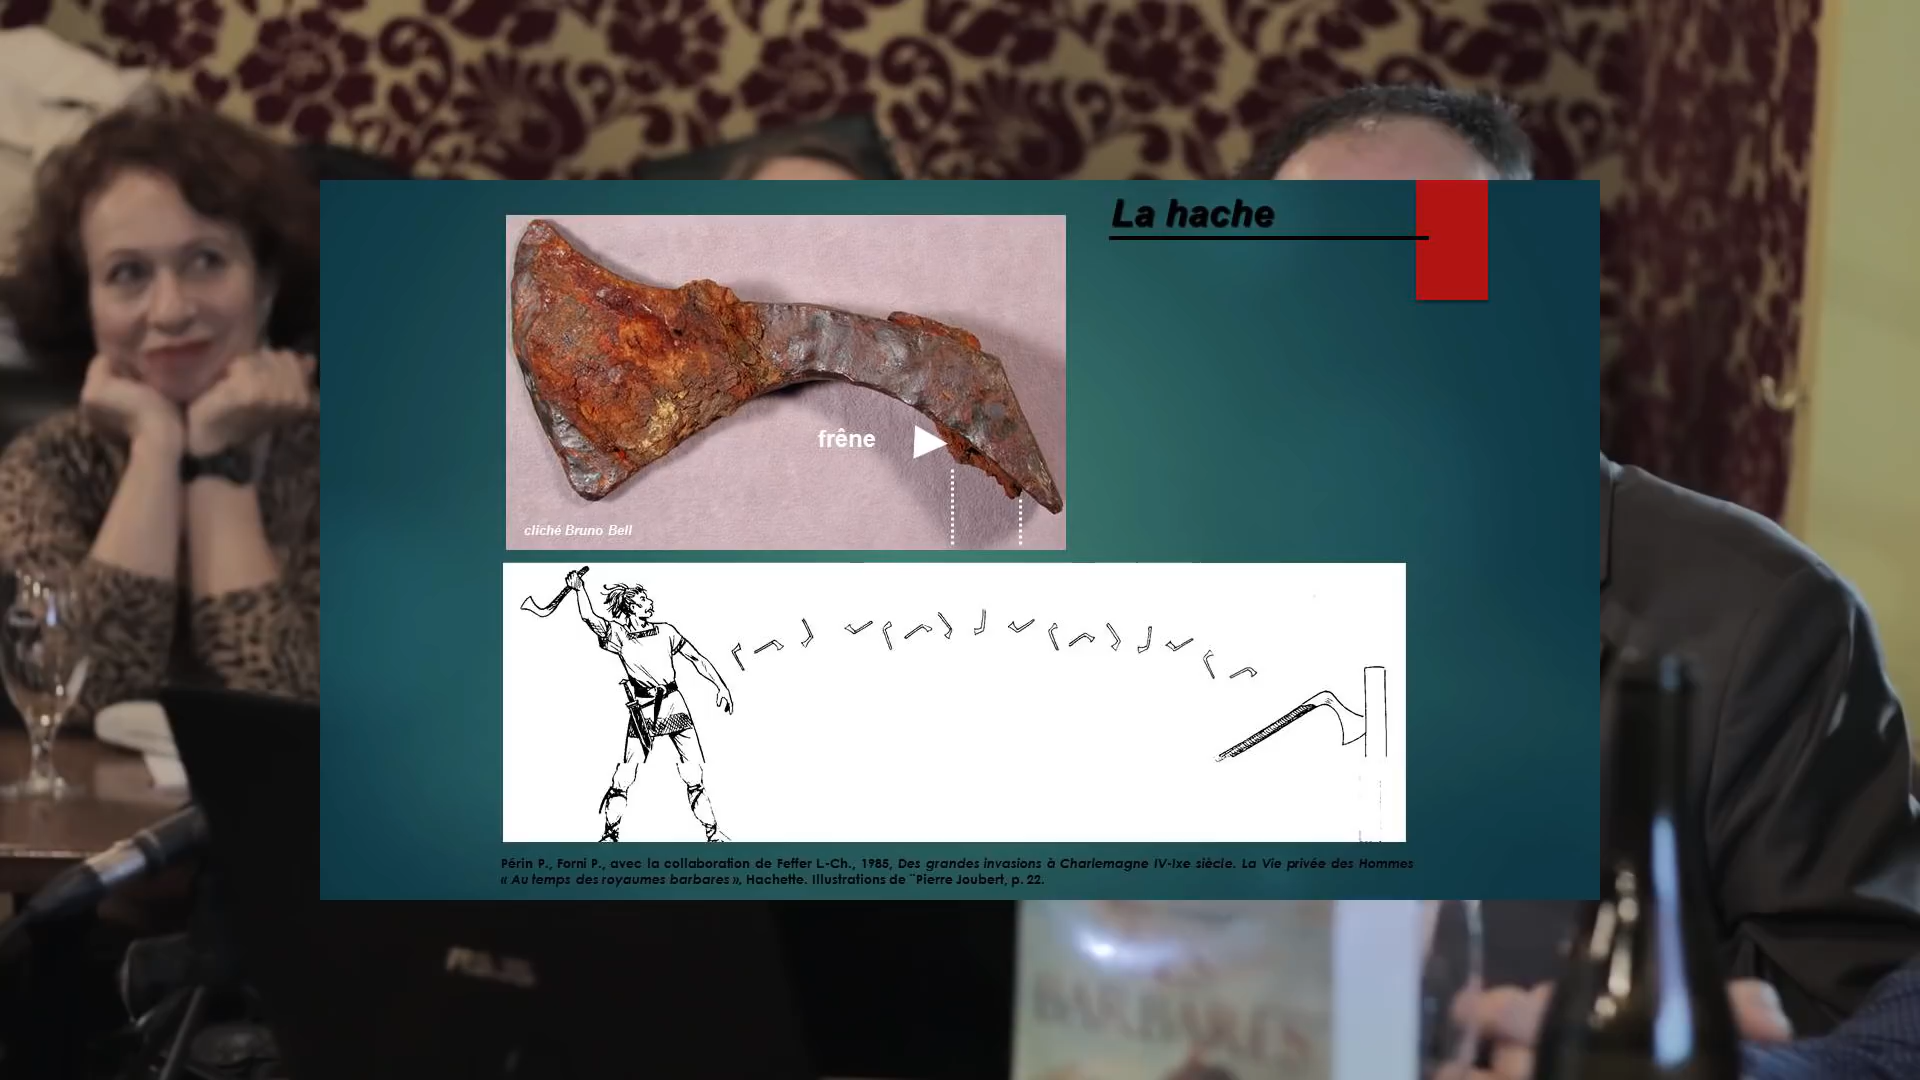 La hache
frêne
cliché Bruno Bell
Périn P., Forni P., avec la collaboration de Feffer L-Ch., 1985, Des grandes invasions à Charlemagne IV-Ixe siècle. La Vie privée des Hommes
« Au temps des royaumes barbares », Hachette. Illustrations de ¨Pierre Joubert, p. 22.
ASUS
BARBARES